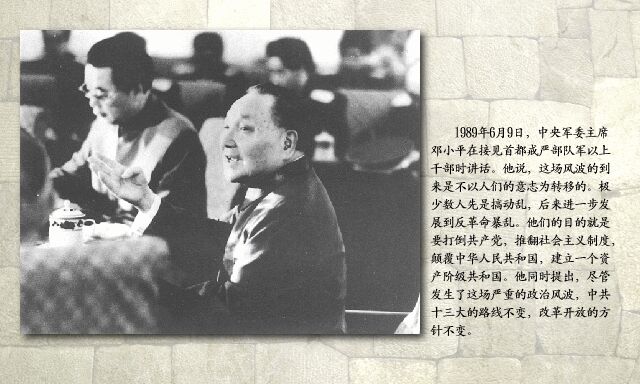 1989年6月9日，中央军委主席
邓小平在接见首都戒严部队军以上
干部时讲话。他说，这场风波的到
来是不以人们的意志为转移的。极
少数人先是搞动乱，后来进一步发
展到反革命暴乱。他们的目的就是
要打倒共产党，推翻社会主义制度，
颠覆中华人民共和国，建立一个资
产阶级共和国。他同时提出，尽管
发生了这场严重的政治风波，中共
十三大的路线不变，改革开放的方
针不变。